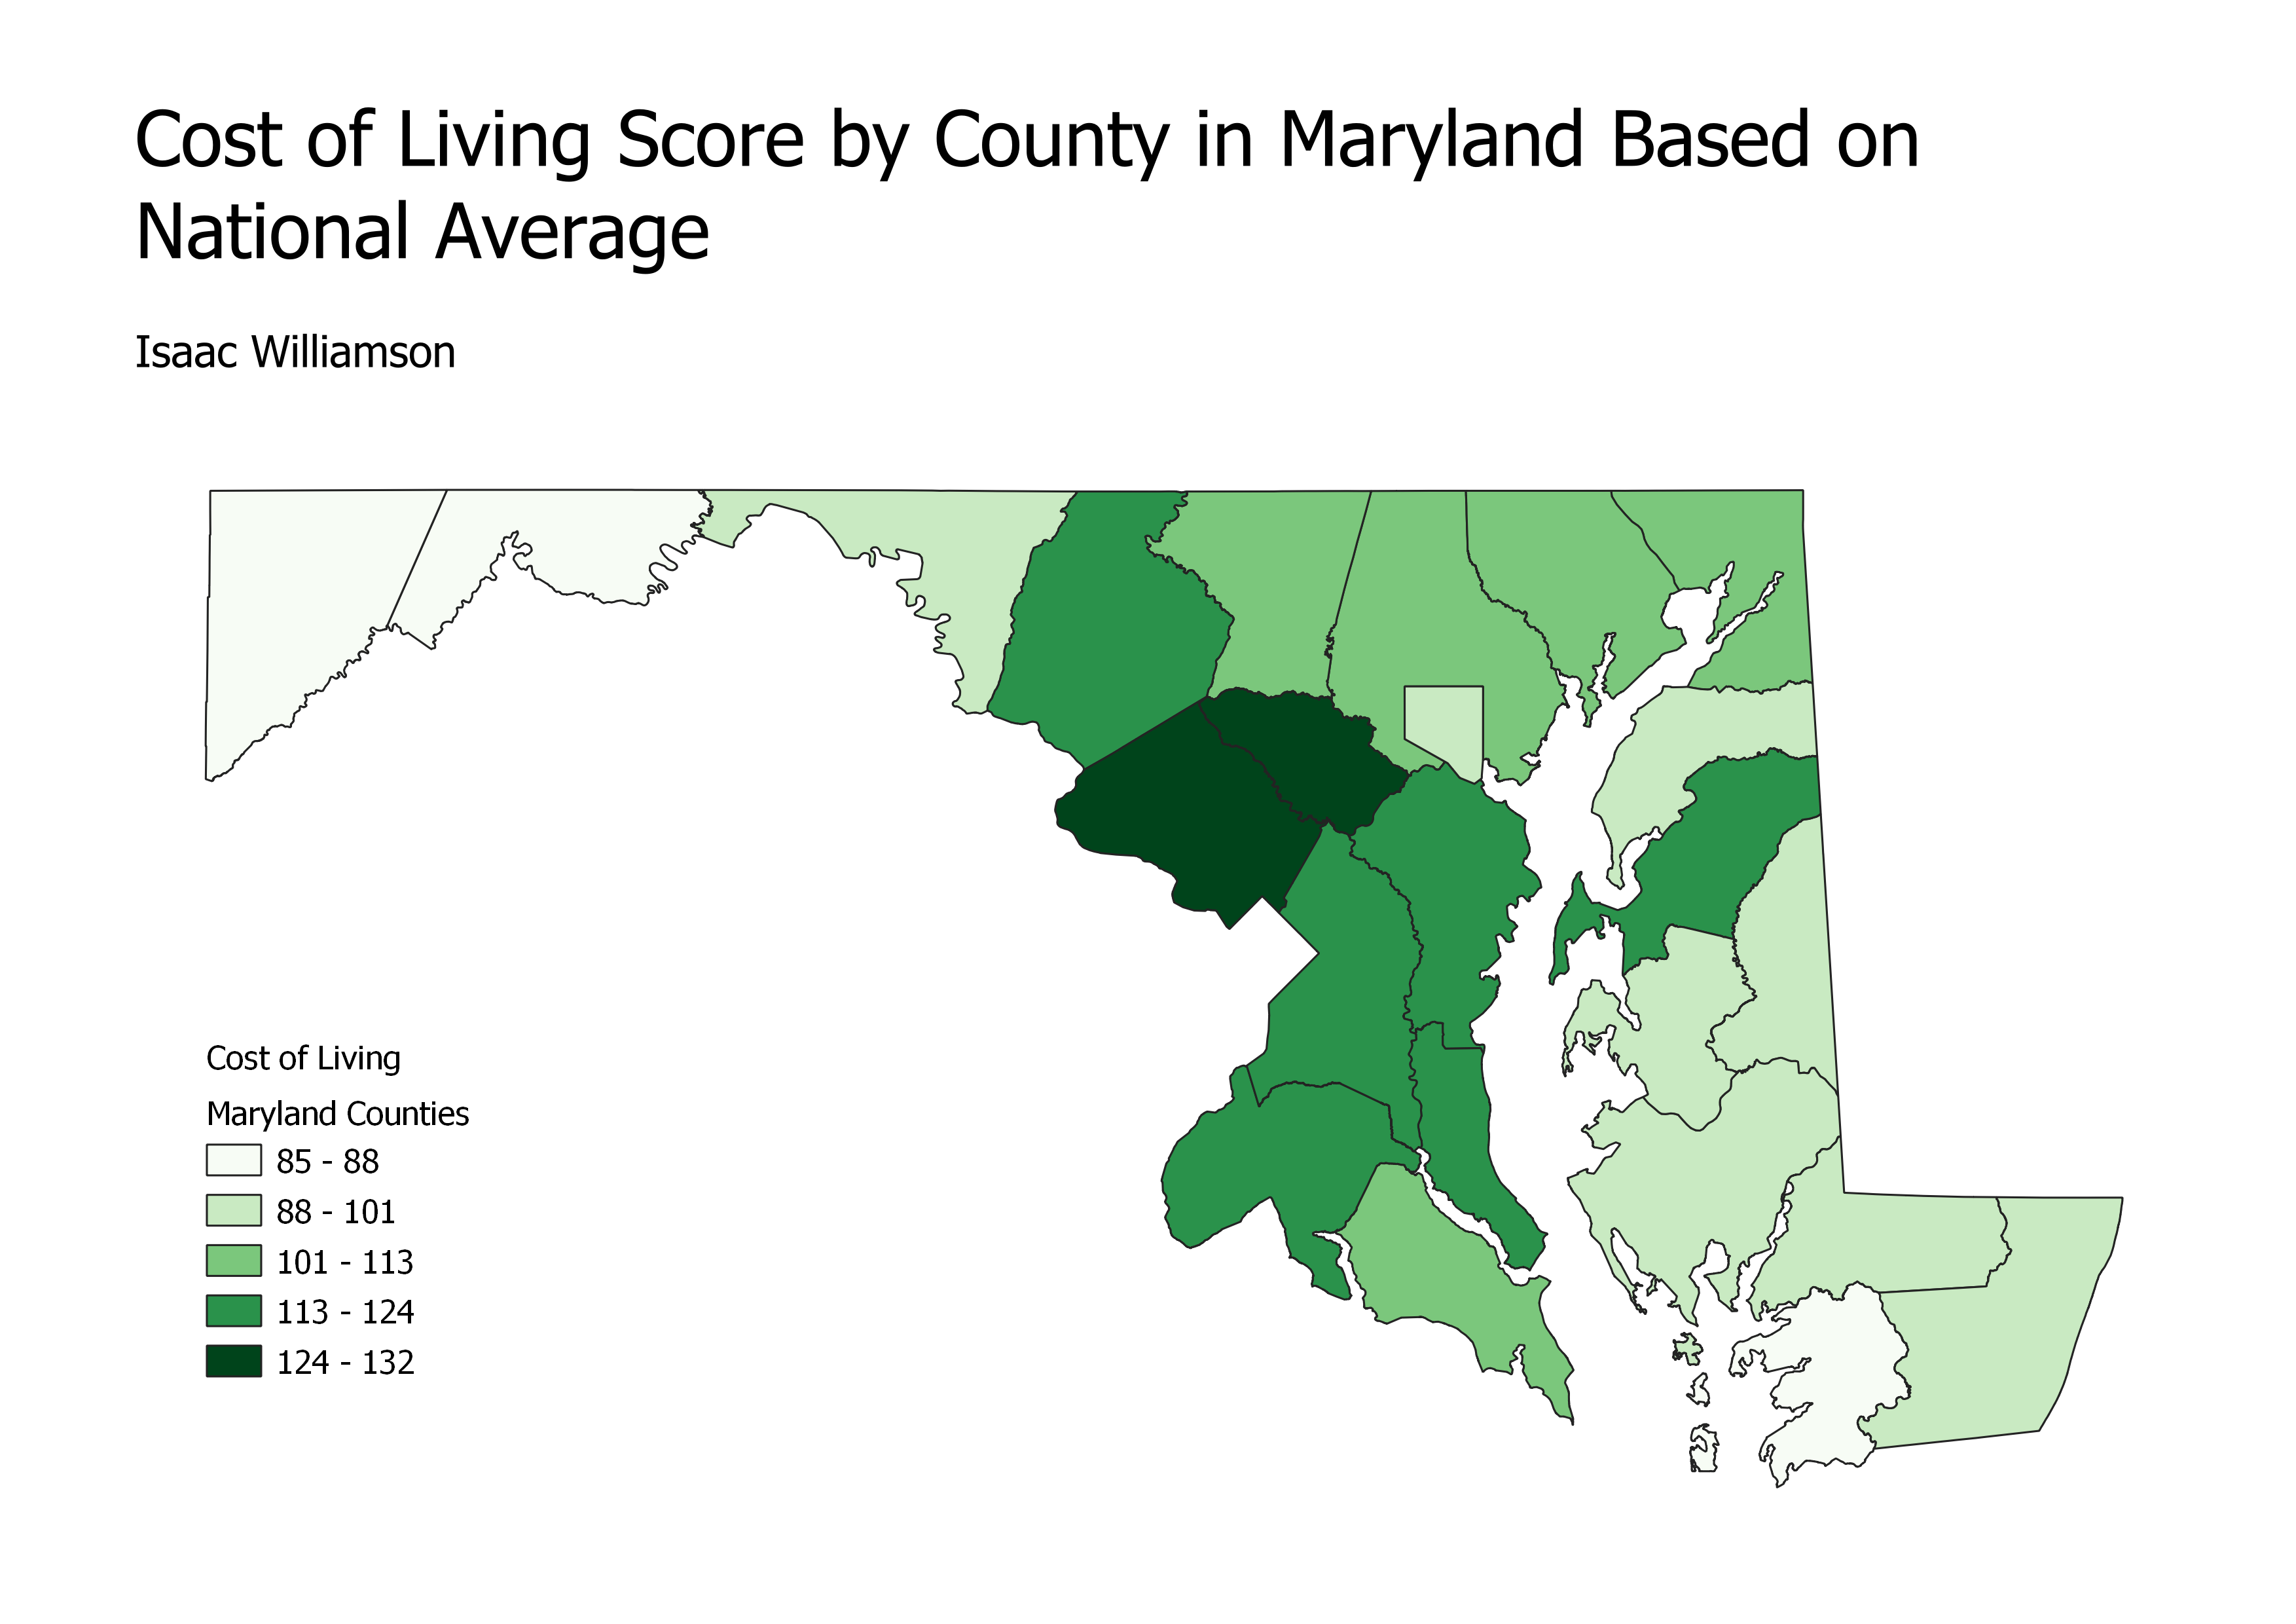 Cost of Living Score by County in Maryland Based on
National Average
Isaac Williamson
Cost of Living
Maryland Counties
85 - 88
88 - 101
101 - 113
113 - 124
124 - 132